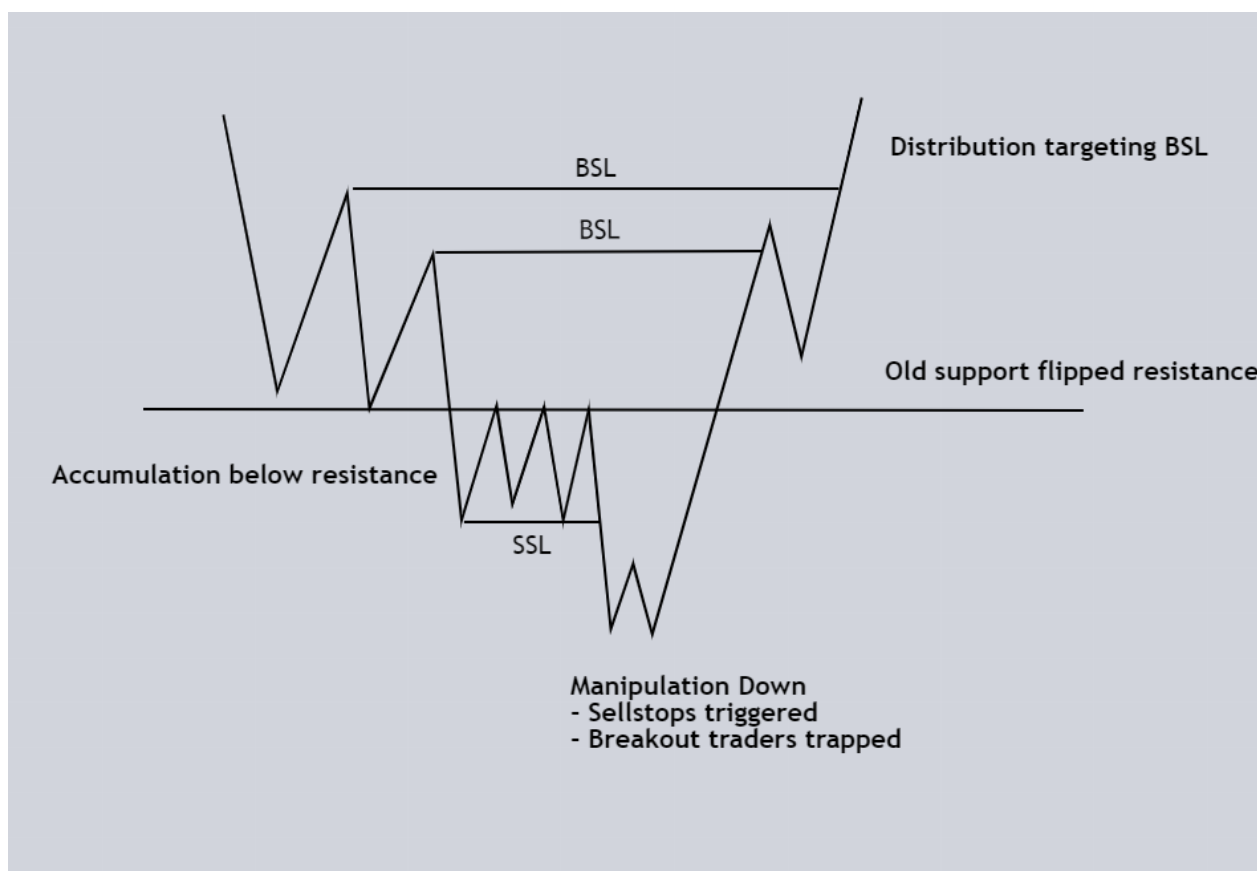 BSL
Distribution targeting BSL
BSL
Old support flipped resistance
Accumulation below resistance
SSL
Manipulation Down
- Sellstops triggered
- Breakout traders trapped